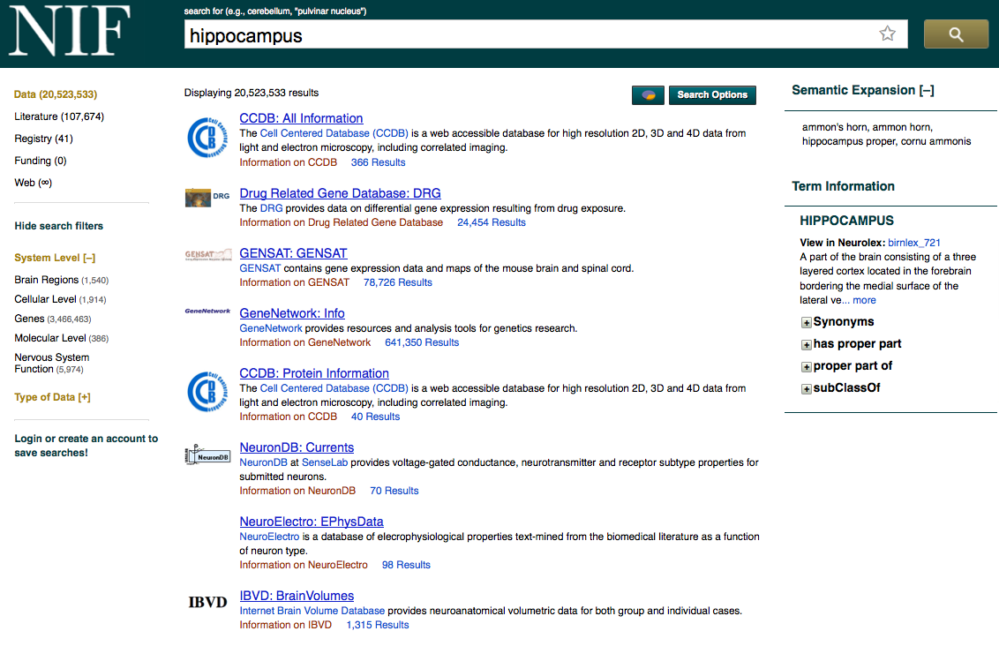 NIF
search for (e.g., cerebellum, "pulvinar nucleus")
hippocampus
Data (20,523,533)
Literature (107,674)
Registry (41)
Funding (0)
Web (∞)
Hide search filters
System Level [–]
Brain Regions (1,540)
Cellular Level (1,914)
Genes (3,466,463)
Molecular Level (386)
Nervous System
Function (5,974)
Type of Data [+]
Login or create an account to
save searches!
Displaying 20,523,533 results
Search Options
CCDB: All Information
The Cell Centered Database (CCDB) is a web accessible database for high resolution 2D, 3D and 4D data from
light and electron microscopy, including correlated imaging.
Information on CCDB 366 Results
DRG
Drug Related Gene Database: DRG
The DRG provides data on differential gene expression resulting from drug exposure.
Information on Drug Related Gene Database 24,454 Results
GENSAT
GENSAT: GENSAT
GENSAT contains gene expression data and maps of the mouse brain and spinal cord.
Information on GENSAT 78,726 Results
GeneNetwork
GeneNetwork: Info
GeneNetwork provides resources and analysis tools for genetics research.
Information on GeneNetwork 641,350 Results
CCDB: Protein Information
The Cell Centered Database (CCDB) is a web accessible database for high resolution 2D, 3D and 4D data from
light and electron microscopy, including correlated imaging.
Information on CCDB 40 Results
NeuronDB
NeuronDB: Currents
NeuronDB at SenseLab provides voltage-gated conductance, neurotransmitter and receptor subtype properties for
submitted neurons.
Information on NeuronDB 70 Results
NeuroElectro: EPhysData
NeuroElectro is a database of elecrophysiological properties text-mined from the biomedical literature as a function
of neuron type.
Information on NeuroElectro 98 Results
IBVD
IBVD: BrainVolumes
Internet Brain Volume Database provides neuroanatomical volumetric data for both group and individual cases.
Information on IBVD 1,315 Results
Semantic Expansion [–]
ammon's horn, ammon horn,
hippocampus proper, cornu ammonis
Term Information
HIPPOCAMPUS
View in Neurolex: birnlex_721
A part of the brain consisting of a three
layered cortex located in the forebrain
bordering the medial surface of the
lateral ve... more
Synonyms
has proper part
proper part of
subClassOf